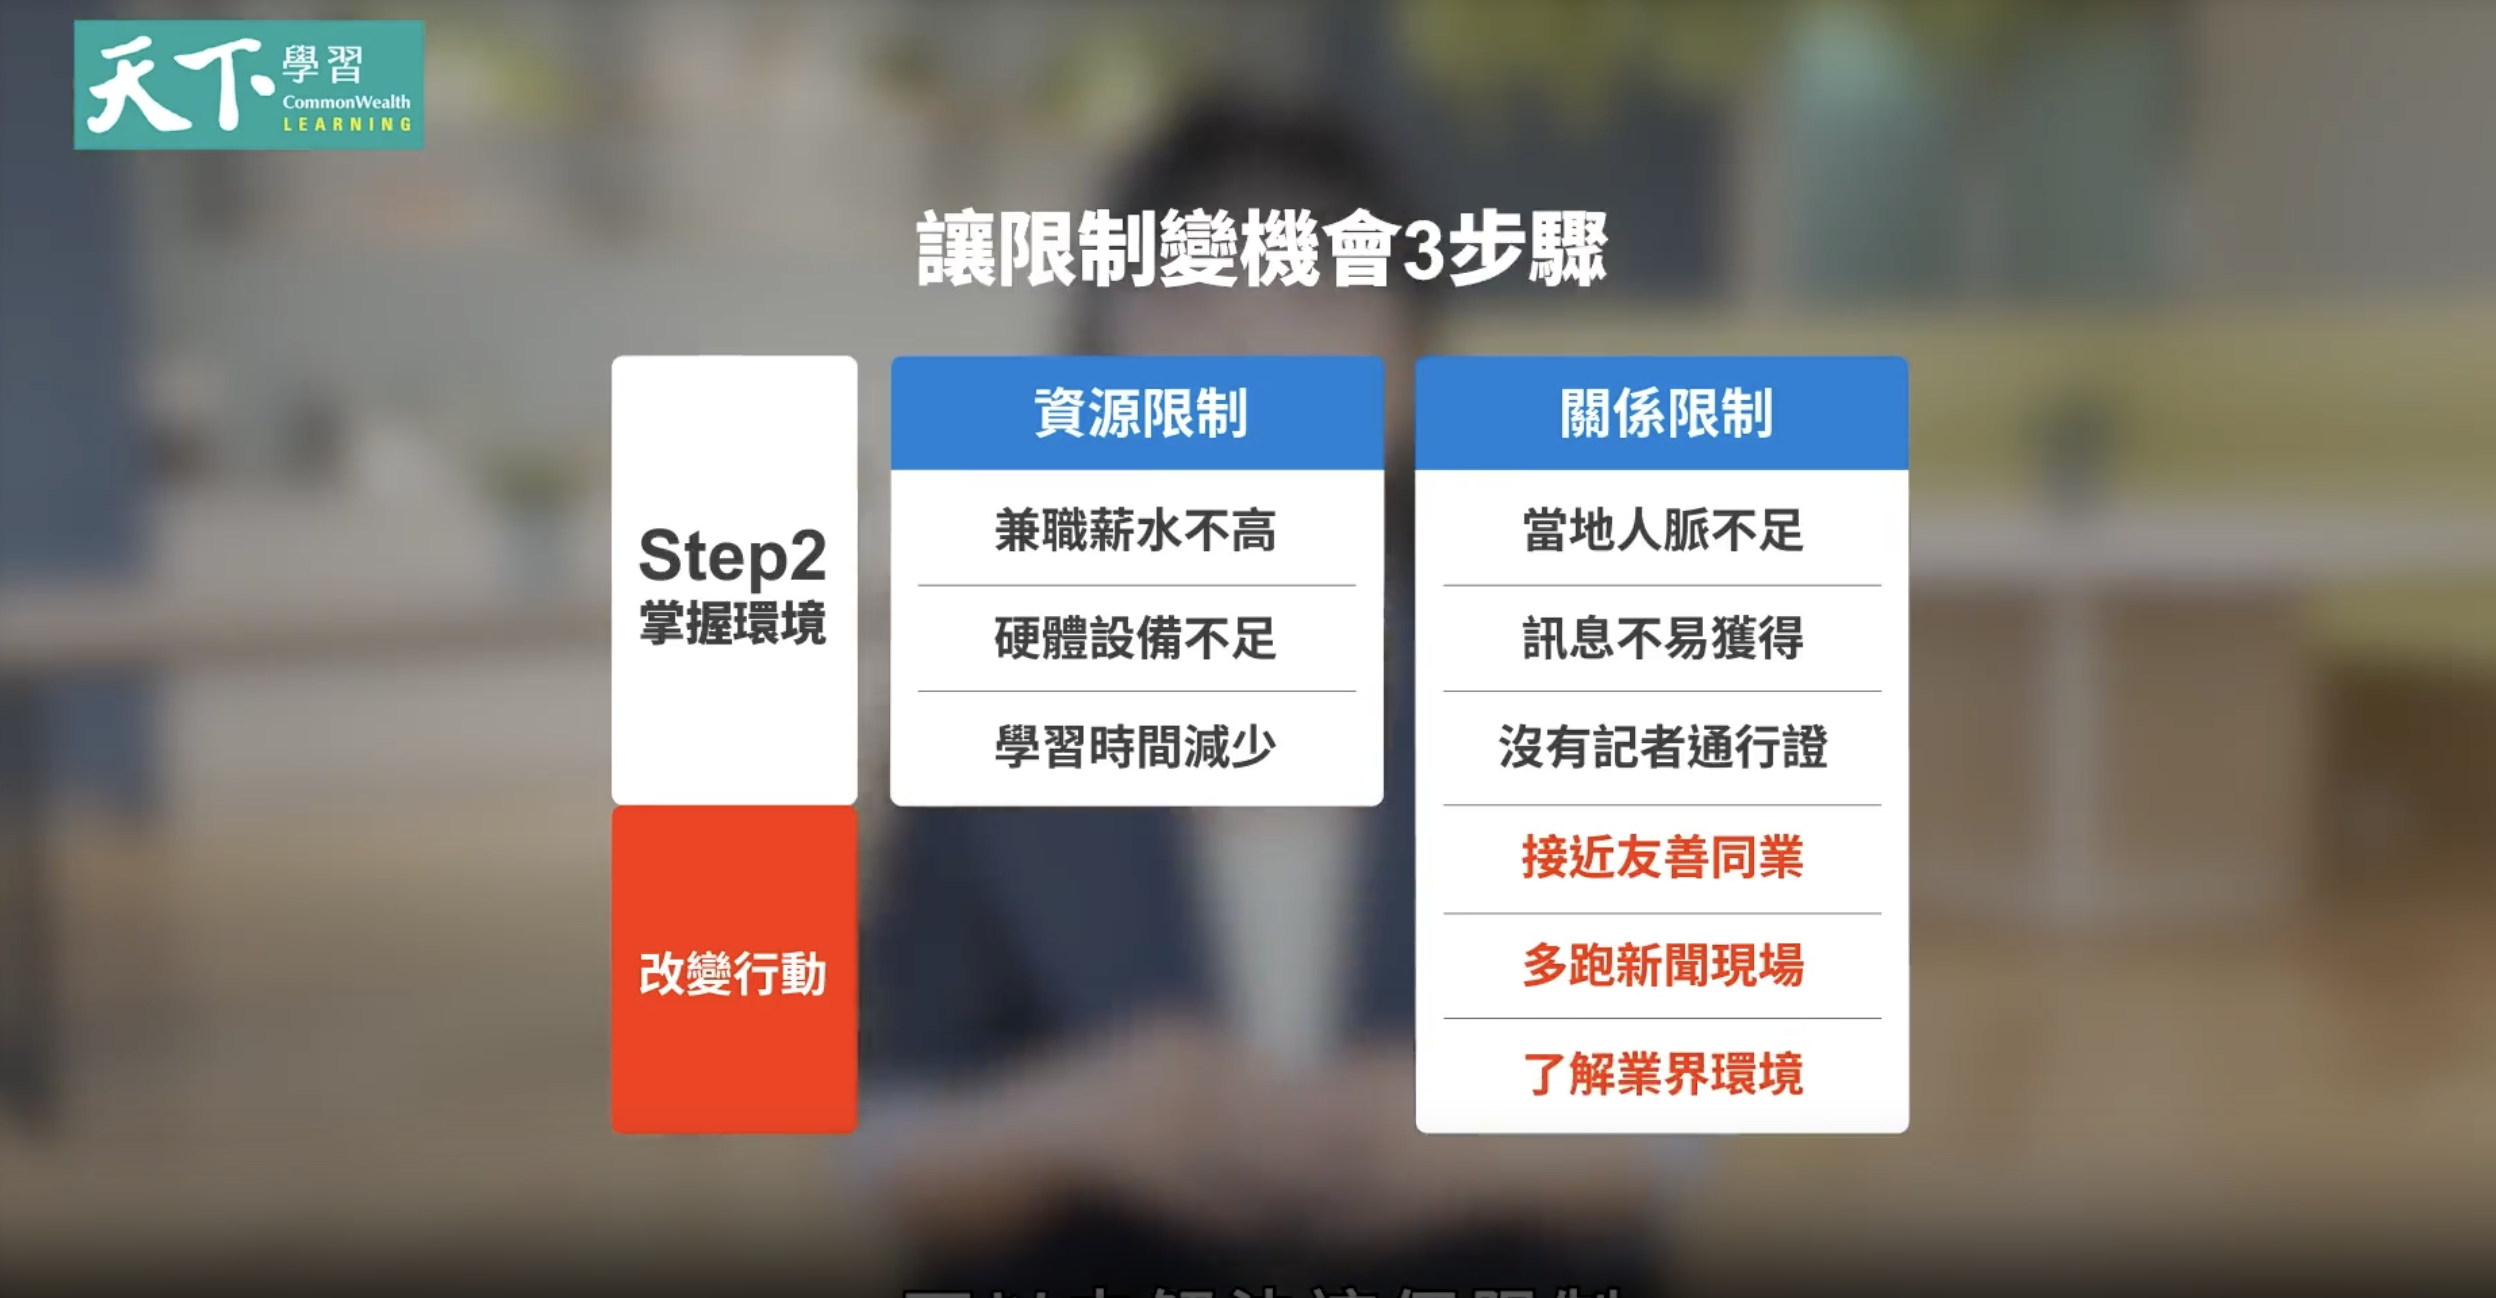 天下學習
CommonWealth
LEARNING
讓限制變機會3步驟
Step2
掌握環境
改變行動
資源限制
兼職薪水不高
硬體設備不足
學習時間減少
關係限制
當地人脈不足
訊息不易獲得
沒有記者通行證
接近友善同業
多跑新聞現場
了解業界環境